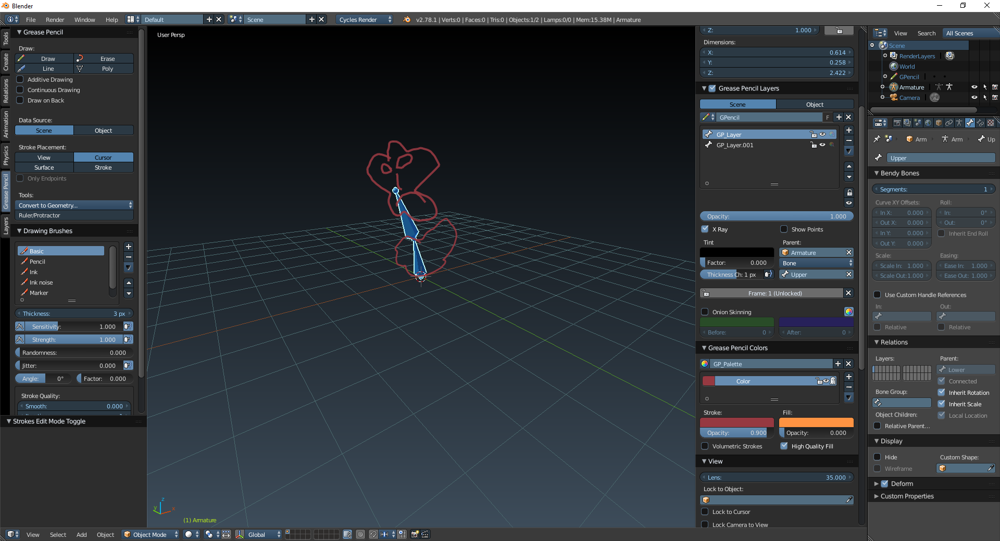 Blender
File Render Window Help Default Scene Cycles Render v2.78.1 | Verts:0 | Faces:0 | Tris:0 | Objects:1/2 | Lamps:0/0 | Mem:15.38M | Armature
Tools
Create
Relations
Animation
Physics
Grease Pencil
Layers
Grease Pencil
Draw:
Draw Erase
Line Poly
Additive Drawing
Continuous Drawing
Draw on Back
Data Source:
Scene Object
Stroke Placement:
View Cursor
Surface Stroke
Only Endpoints
Tools:
Convert to Geometry...
Ruler/Protractor
Drawing Brushes
Basic
Pencil
Ink
Ink noise
Marker
Thickness: 3 px
Sensitivity: 1.000
Strength: 1.000
Randomness: 0.000
Jitter: 0.000
Angle: 0° Factor: 0.000
Stroke Quality:
Smooth: 0.000
Strokes Edit Mode Toggle
User Persp
z
y
x
(1) Armature
View Select Add Object Object Mode Global
Z: 1.000
Dimensions:
X: 0.614
Y: 0.258
Z: 2.422
Grease Pencil Layers
Scene Object
GPencil F
GP_Layer
GP_Layer.001
Opacity: 1.000
X Ray Show Points
Tint Parent:
Armature
Factor: 0.000 Bone
Thickness Ch: 1 px Upper
Frame: 1 (Unlocked)
Onion Skinning
Before: 0 After: 0
Grease Pencil Colors
GP_Palette
Color
Stroke: Fill:
Opacity: 0.900 Opacity: 0.000
Volumetric Strokes High Quality Fill
View
Lens: 35.000
Lock to Object:
Lock to Cursor
Lock Camera to View
View Search All Scenes
Scene
RenderLayers
World
GPencil
Armature
Camera
Arm Arm Up
Upper
Bendy Bones
Segments: 1
Curve XY Offsets: Roll:
In X: 0.000 In: 0°
Out X: 0.000 Out: 0°
In Y: 0.000 Inherit End Roll
Out Y: 0.000
Scale: Easing:
Scale In: 1.000 Ease In: 1.000
Scale Out:1.000 Ease Out: 1.000
Use Custom Handle References
In: Out:
Relative Relative
Relations
Layers: Parent:
Lower
Connected
Bone Group: Inherit Rotation
Inherit Scale
Object Children: Local Location
Relative Parent...
Display
Hide Custom Shape:
Wireframe
Deform
Custom Properties